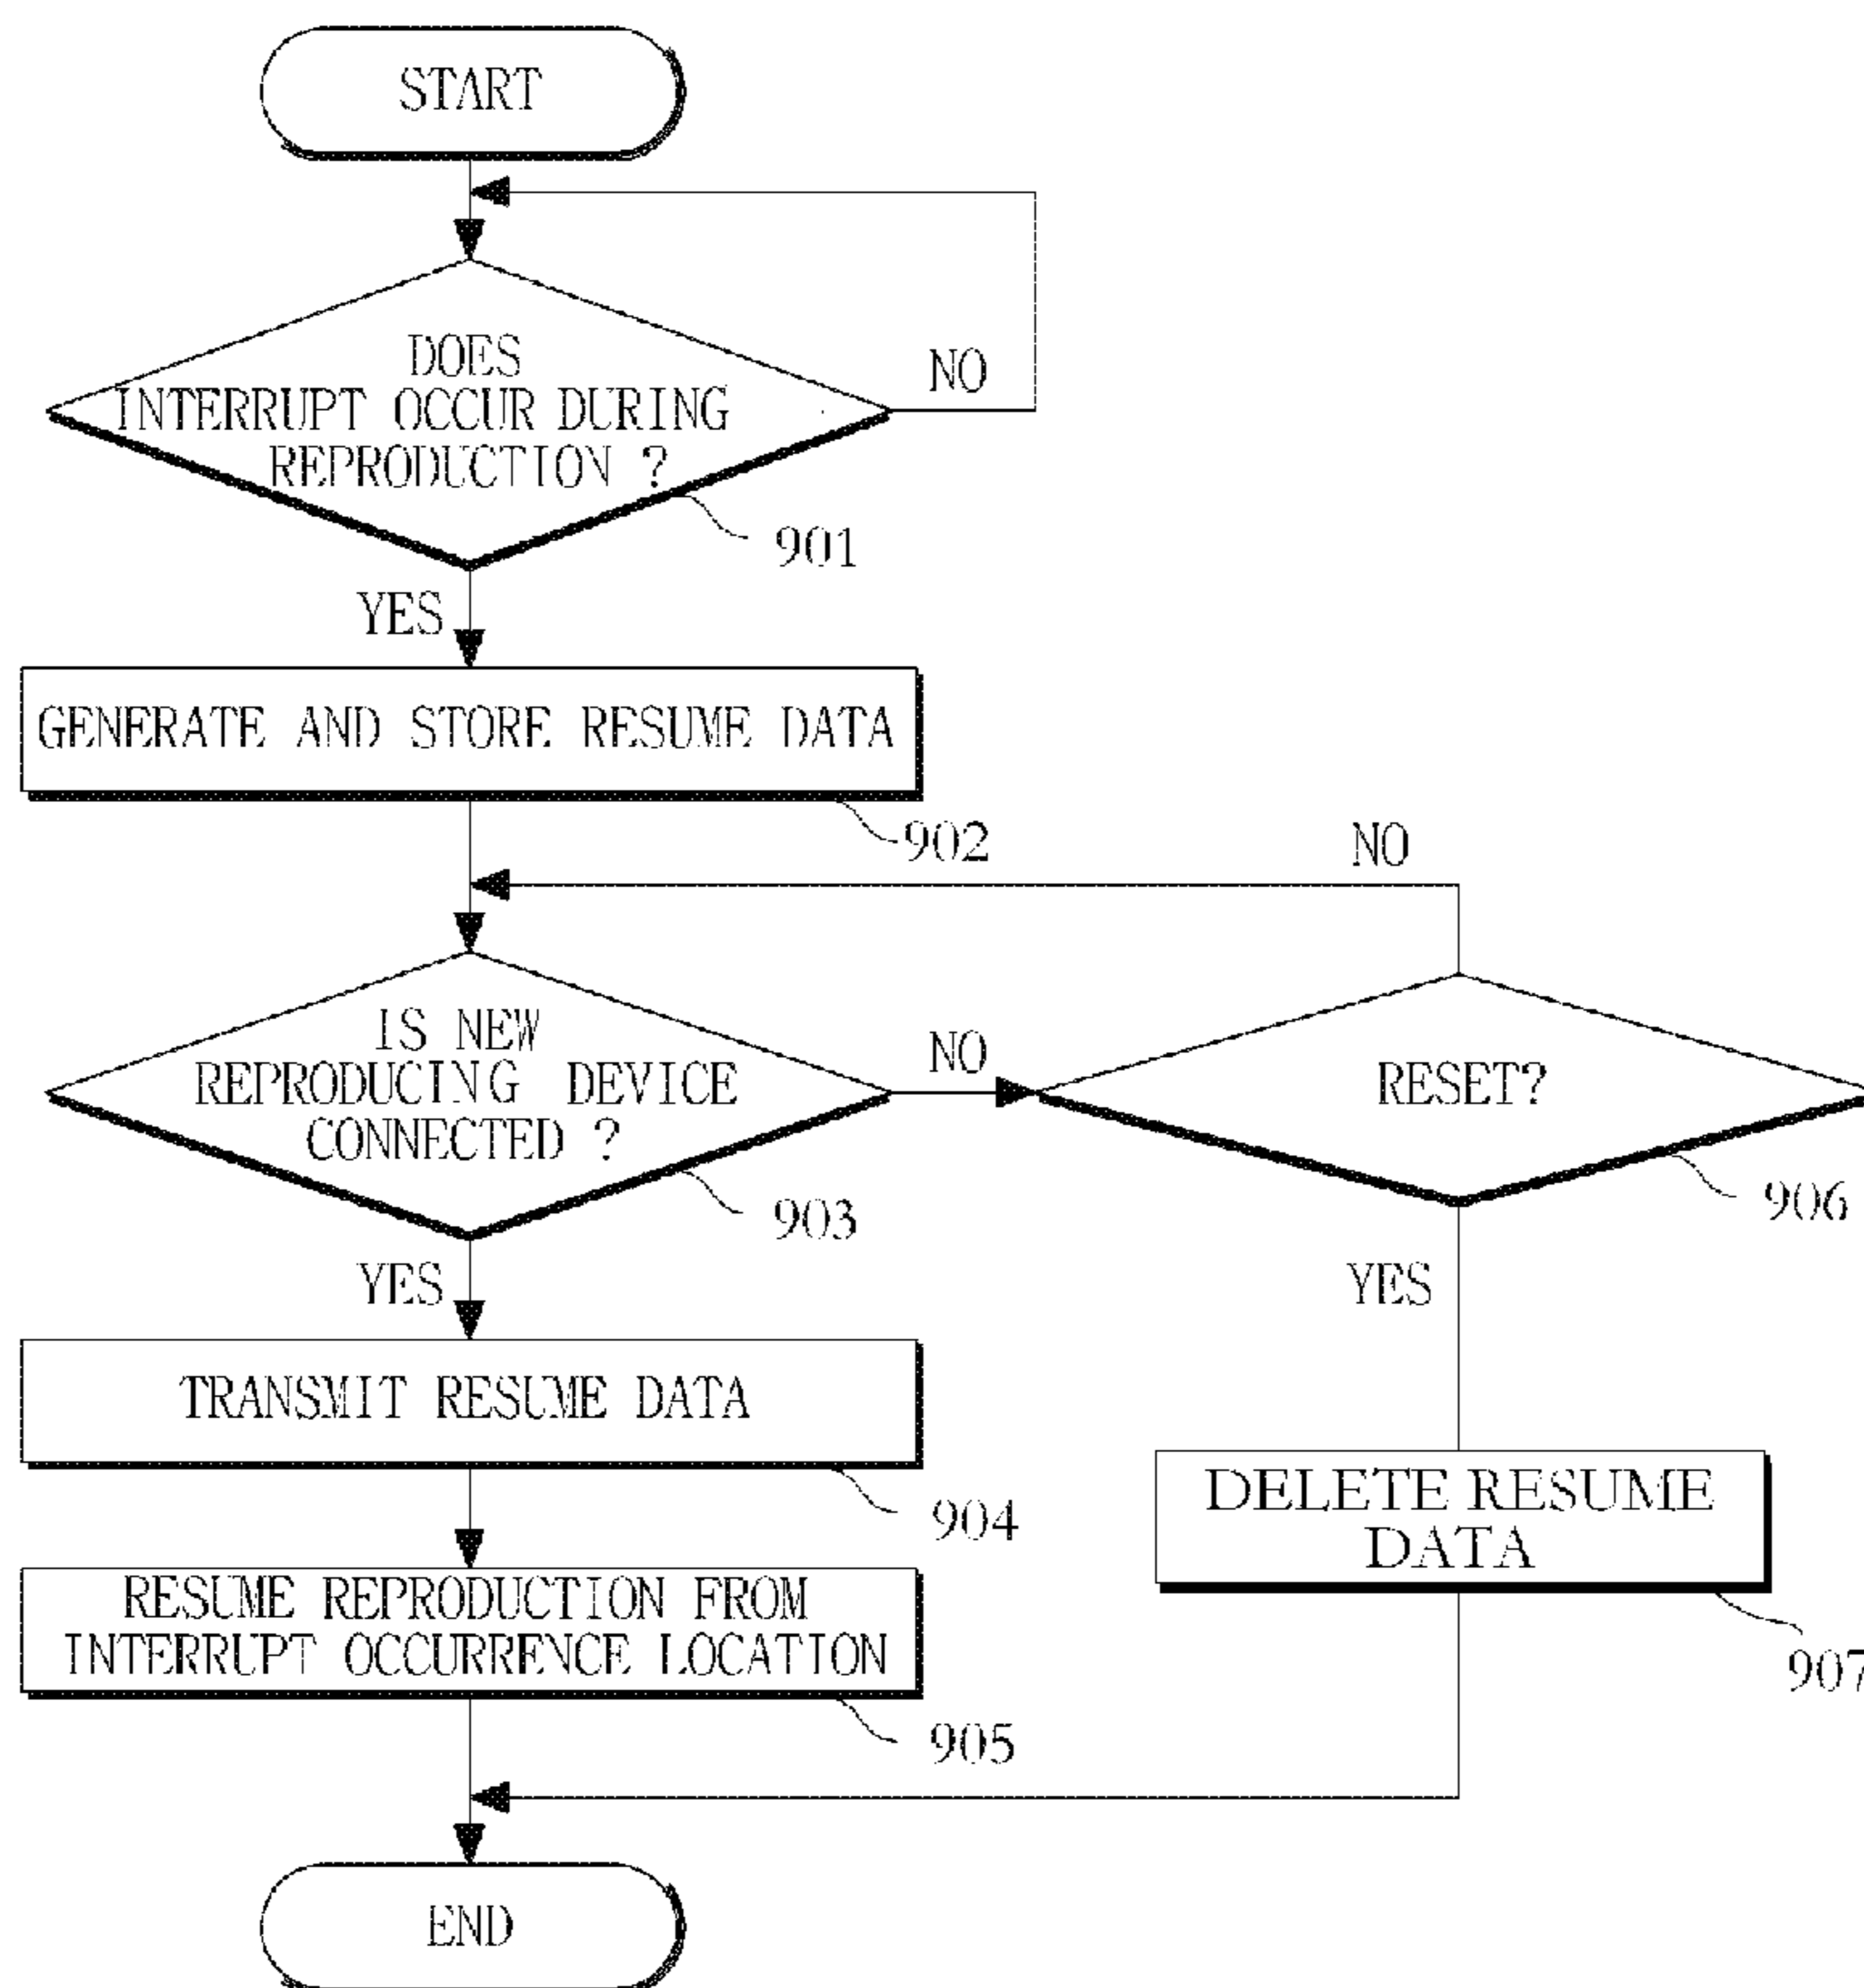 START
DOES
INTERRUPT OCCUR DURING
REPRODUCTION ?
NO
901
YES
GENERATE AND STORE RESUME DATA
902
NO
IS NEW
REPRODUCING DEVICE
CONNECTED ?
NO
RESET?
903
906
YES
YES
TRANSMIT RESUME DATA
904
DELETE RESUME
DATA
907
RESUME REPRODUCTION FROM
INTERRUPT OCCURRENCE LOCATION
905
END